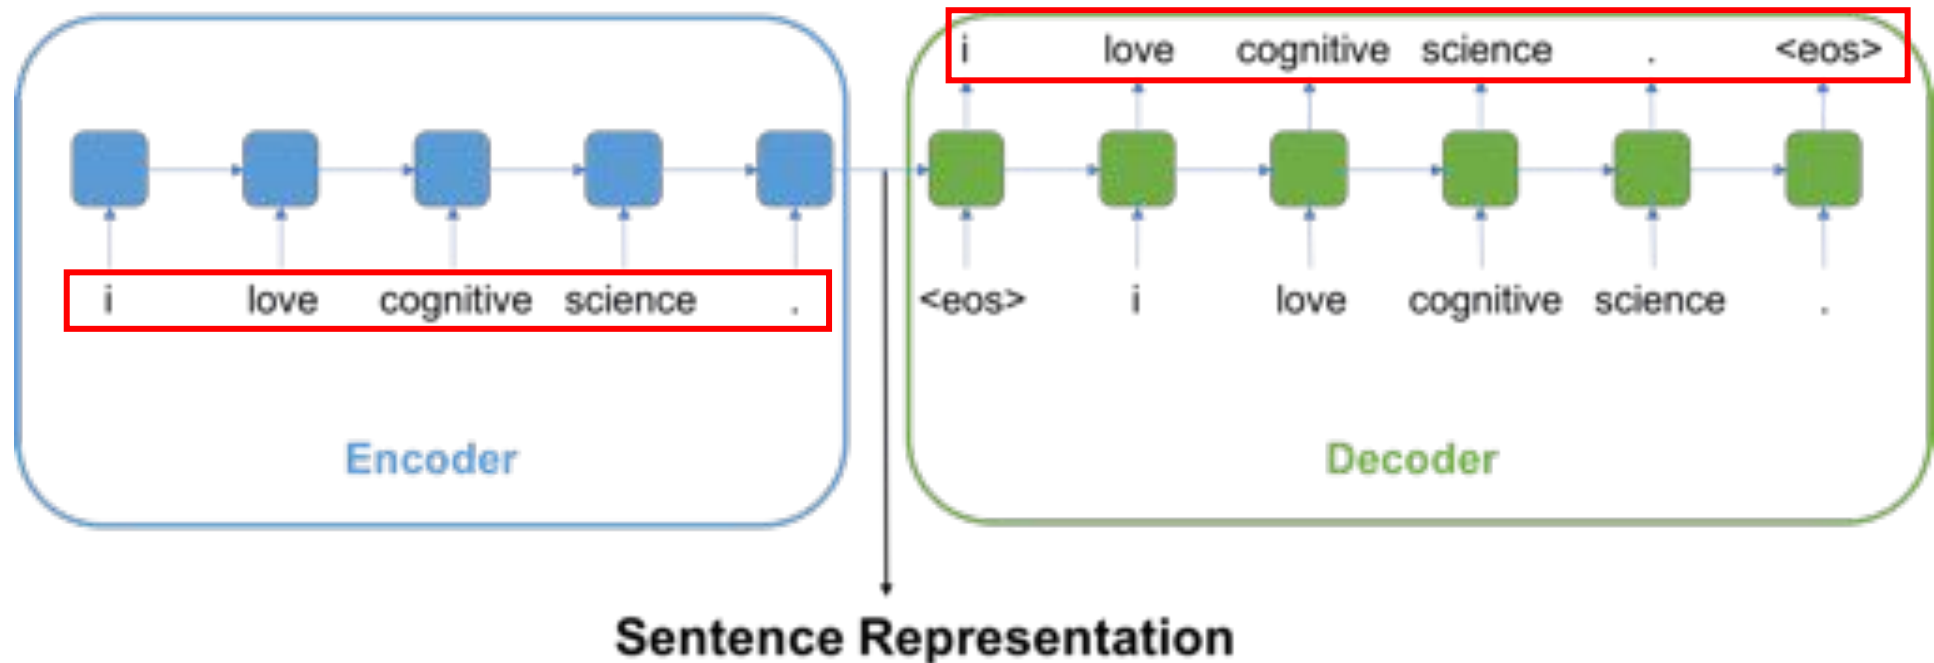 i love cognitive science . <eos>
i love cognitive science .
<eos> i love cognitive science .
Encoder
Decoder
Sentence Representation